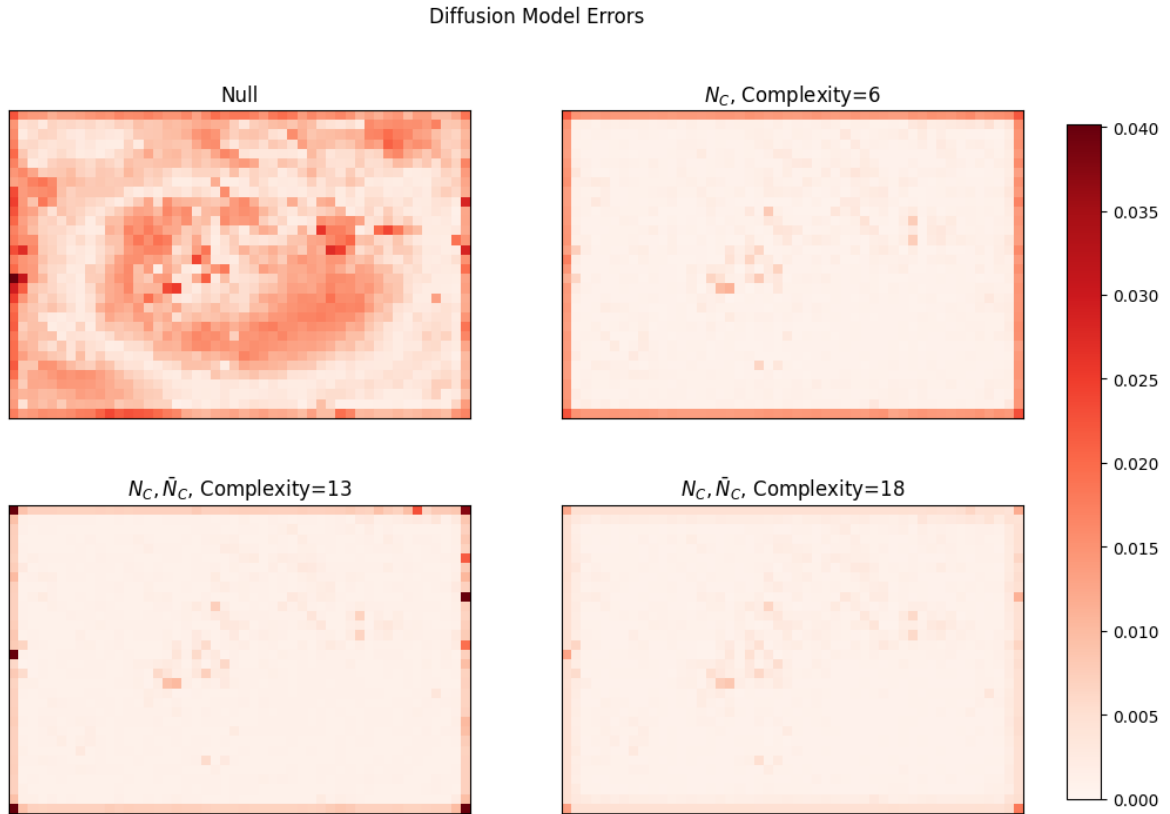 Diffusion Model Errors
Null
N_C, Complexity=6
0.040
0.035
0.030
0.025
0.020
0.015
0.010
0.005
0.000
N_C, N̄_C, Complexity=13
N_C, N̄_C, Complexity=18